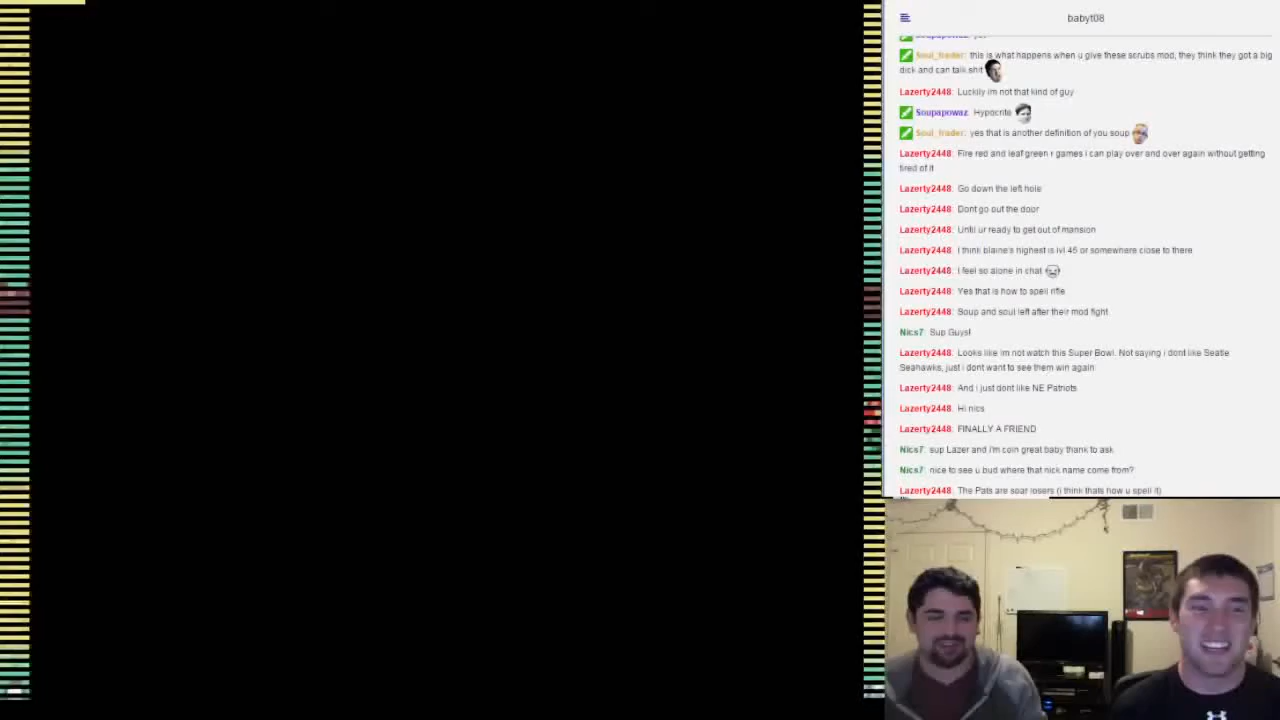 babyt08
Soupapowaz:
Soul_trader: this is what happens when u give these scrubs mod, they think they got a big
dick and can talk shit
Lazerty2448: Luckily im not that kind of guy
Soupapowaz: Hypocrite
Soul_trader: yes that is another definition of you soup
Lazerty2448: Fire red and leaf green r games i can play over and over again without getting
tired of it
Lazerty2448: Go down the left hole
Lazerty2448: Dont go out the door
Lazerty2448: Until ur ready to get out of mansion
Lazerty2448: I think blaine's highest is lvl 45 or somewhere close to there
Lazerty2448: I feel so alone in chat
Lazerty2448: Yes that is how to spell rifle
Lazerty2448: Soup and soul left after their mod fight
Nics7: Sup Guys!
Lazerty2448: Looks like im not watch this Super Bowl. Not saying i dont like Seatle
Seahawks, just i dont want to see them win again
Lazerty2448: And i just dont like NE Patriots
Lazerty2448: Hi nics
Lazerty2448: FINALLY A FRIEND
Nics7: sup Lazer and i'm coin great baby thank to ask
Nics7: nice to see u bud where that nick name come from?
Lazerty2448: The Pats are soar losers (i think thats how u spell it)